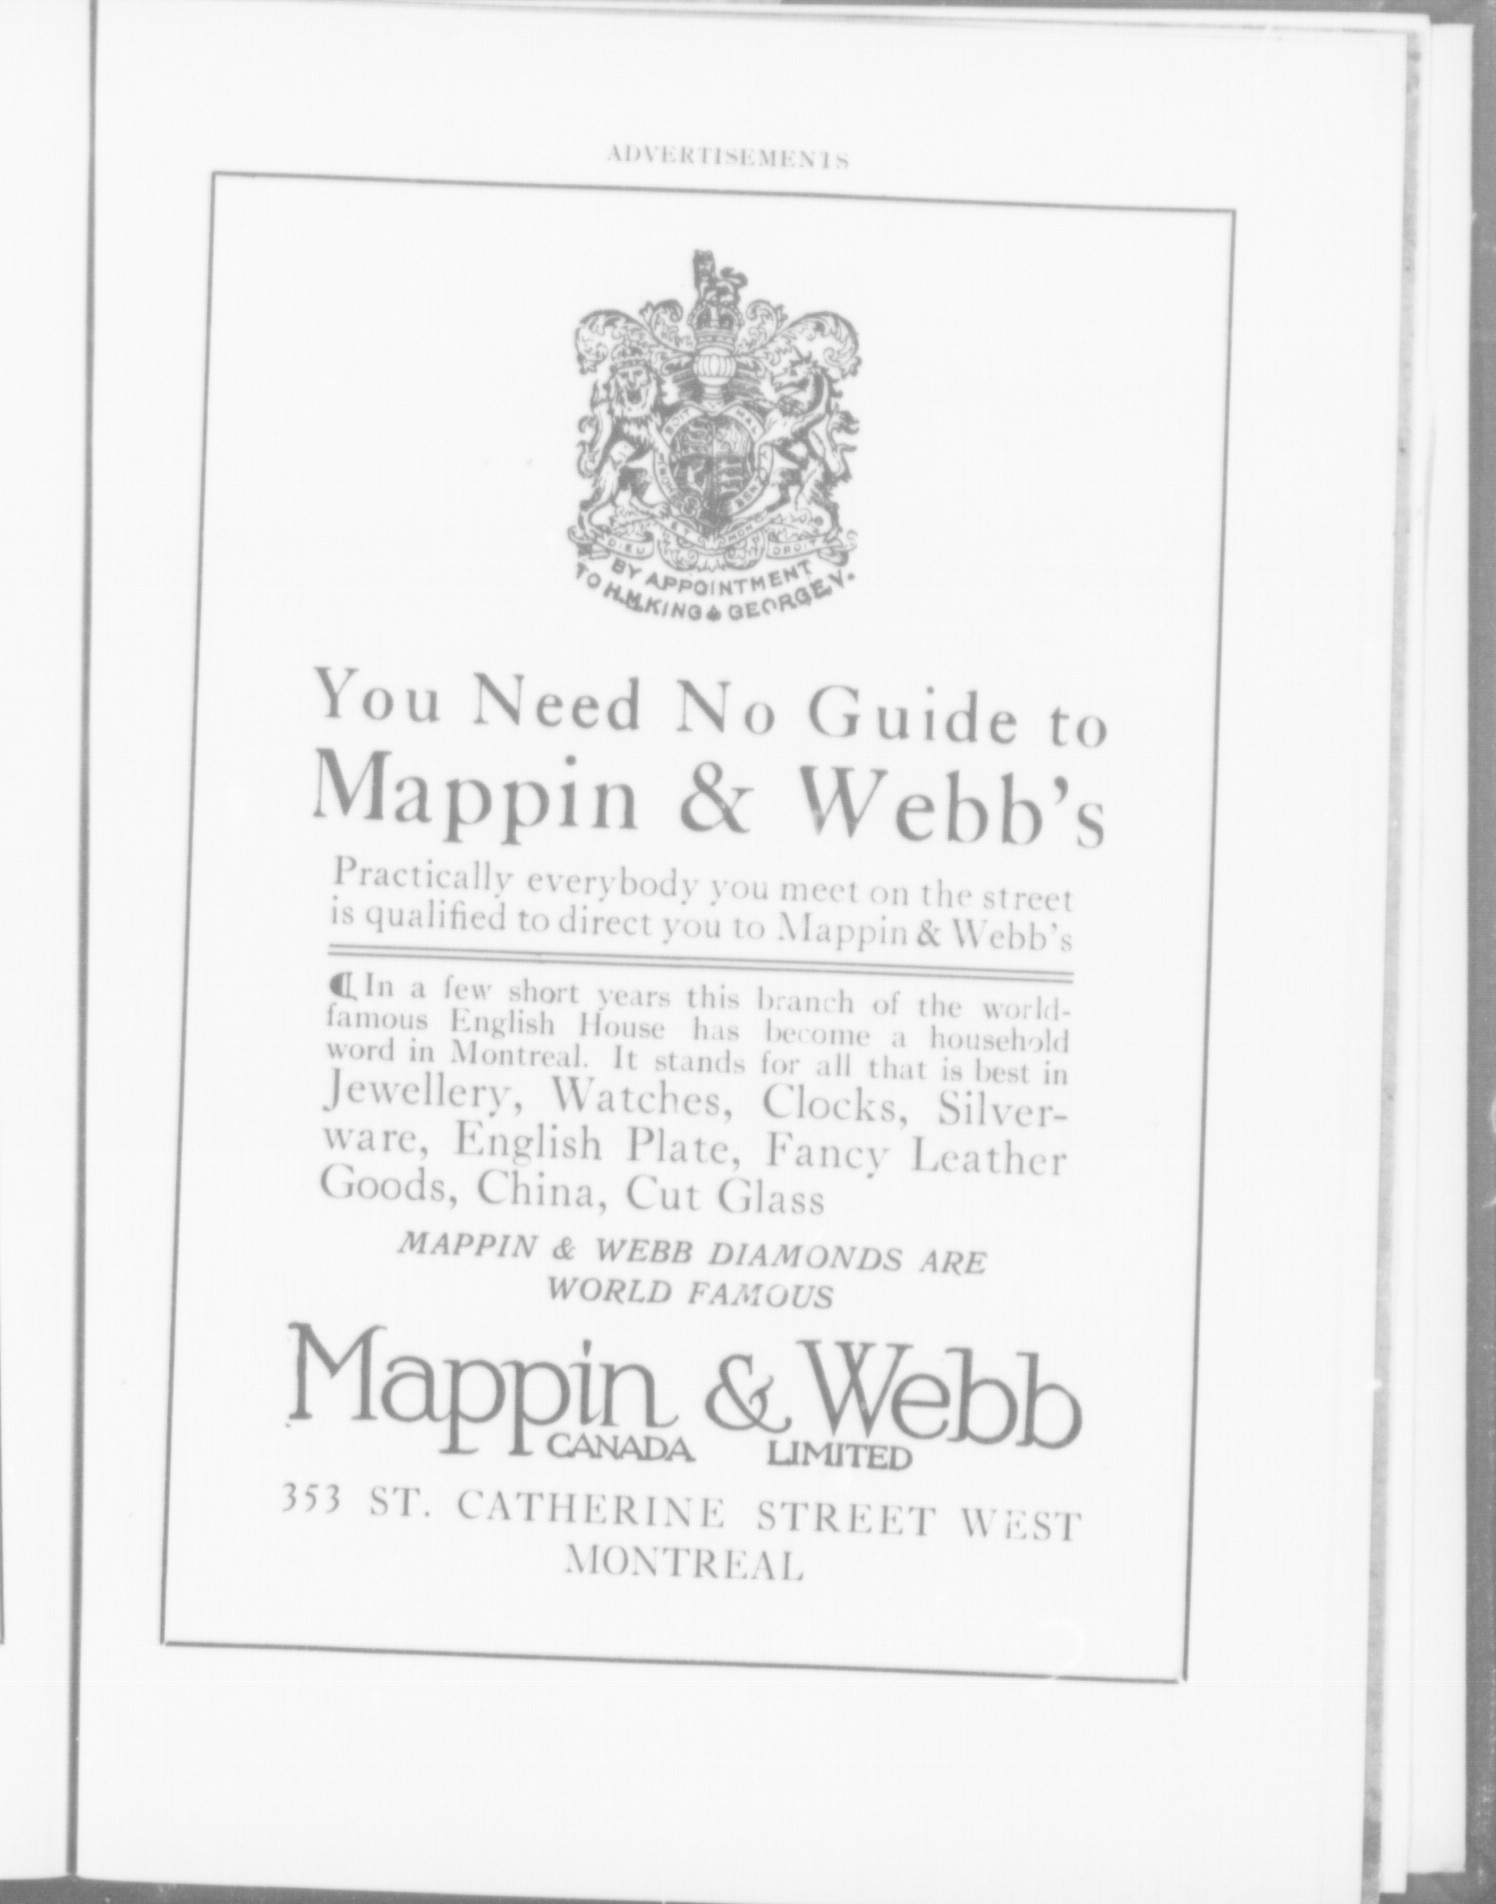 ADVERTISEMENTS
BY APPOINTMENT
TO H.M. KING GEORGE V.
You Need No Guide to
Mappin & Webb's
Practically everybody you meet on the street
is qualified to direct you to Mappin & Webb's
¶In a few short years this branch of the world-
famous English House has become a household
word in Montreal. It stands for all that is best in
Jewellery, Watches, Clocks, Silver-
ware, English Plate, Fancy Leather
Goods, China, Cut Glass
MAPPIN & WEBB DIAMONDS ARE
WORLD FAMOUS
Mappin & Webb
CANADA LIMITED
353 ST. CATHERINE STREET WEST
MONTREAL